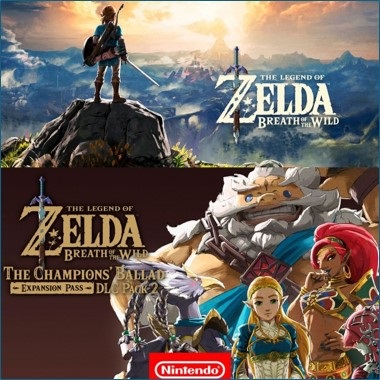 THE LEGEND OF
ZELDA
BREATH OF THE WILD
THE LEGEND OF
ZELDA
BREATH OF THE WILD
THE CHAMPIONS' BALLAD
EXPANSION PASS DLC PACK 2
Nintendo